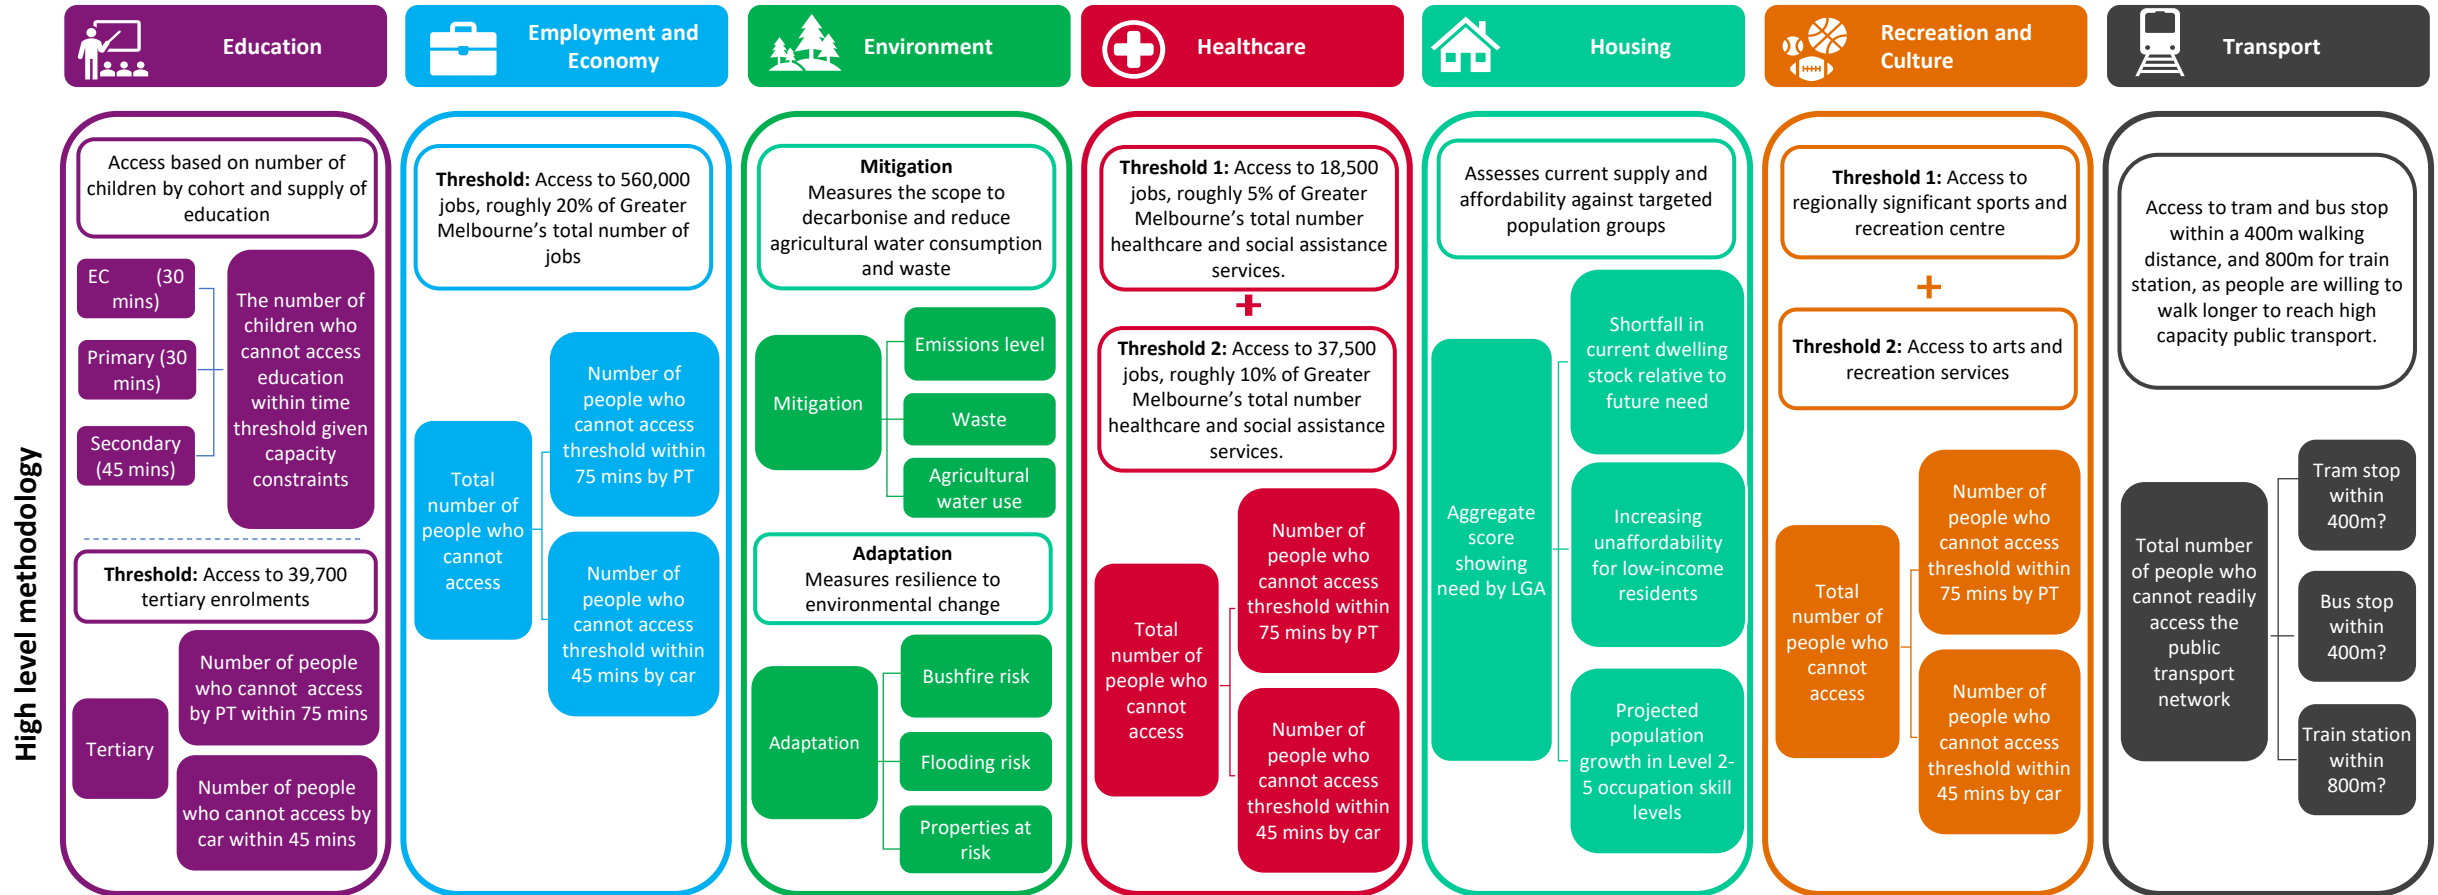 Education
Employment and
Economy
Environment
Healthcare
Housing
Recreation and
Culture
Transport
High level methodology
Access based on number of
children by cohort and supply of
education
EC (30
mins)
Primary (30
mins)
Secondary
(45 mins)
The number of
children who
cannot access
education
within time
threshold given
capacity
constraints
Threshold: Access to 39,700
tertiary enrolments
Tertiary
Number of people
who cannot access
by PT within 75 mins
Number of people
who cannot access by
car within 45 mins
Threshold: Access to 560,000
jobs, roughly 20% of Greater
Melbourne's total number of
jobs
Total
number of
people who
cannot
access
Number of
people who
cannot access
threshold within
75 mins by PT
Number of
people who
cannot access
threshold within
45 mins by car
Mitigation
Measures the scope to
decarbonise and reduce
agricultural water consumption
and waste
Mitigation
Emissions level
Waste
Agricultural
water use
Adaptation
Measures resilience to
environmental change
Adaptation
Bushfire risk
Flooding risk
Properties at
risk
Threshold 1: Access to 18,500
jobs, roughly 5% of Greater
Melbourne's total number
healthcare and social assistance
services.
+
Threshold 2: Access to 37,500
jobs, roughly 10% of Greater
Melbourne's total number
healthcare and social assistance
services.
Total
number of
people who
cannot
access
Number of
people who
cannot access
threshold within
75 mins by PT
Number of
people who
cannot access
threshold within
45 mins by car
Assesses current supply and
affordability against targeted
population groups
Aggregate
score
showing
need by LGA
Shortfall in
current dwelling
stock relative to
future need
Increasing
unaffordability
for low-income
residents
Projected
population
growth in Level 2-
5 occupation skill
levels
Threshold 1: Access to
regionally significant sports and
recreation centre
+
Threshold 2: Access to arts and
recreation services
Total
number of
people who
cannot
access
Number of
people who
cannot access
threshold within
75 mins by PT
Number of
people who
cannot access
threshold within
45 mins by car
Access to tram and bus stop
within a 400m walking
distance, and 800m for train
station, as people are willing to
walk longer to reach high
capacity public transport.
Total number
of people who
cannot readily
access the
public
transport
network
Tram stop
within
400m?
Bus stop
within
400m?
Train station
within
800m?